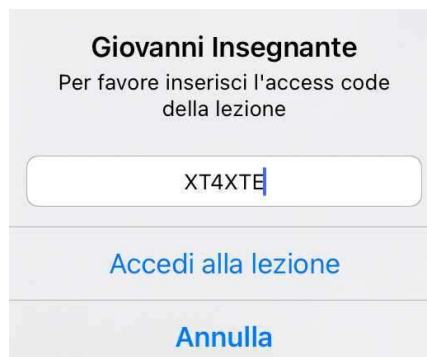 Giovanni Insegnante
Per favore inserisci l'access code
della lezione
XT4XTE
Accedi alla lezione
Annulla